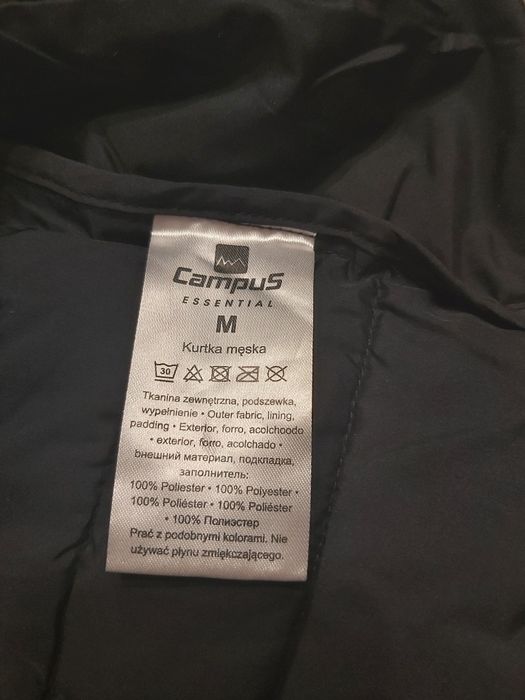 Campus
ESSENTIAL
M
Kurtka męska
30
Tkanina zewnętrzna, podszewka,
wypełnienie • Outer fabric, lining,
padding • Exterior, forro, acolchoodo
• exterior, forro, acolchado •
bнешний материал, подкладка,
заполнитель:
100% Poliester • 100% Polyester •
100% Poliéster • 100% Poliéster
• 100% Полиэстер
Prać z podobnymi kolorami. Nie
używać płynu zmiękczającego.